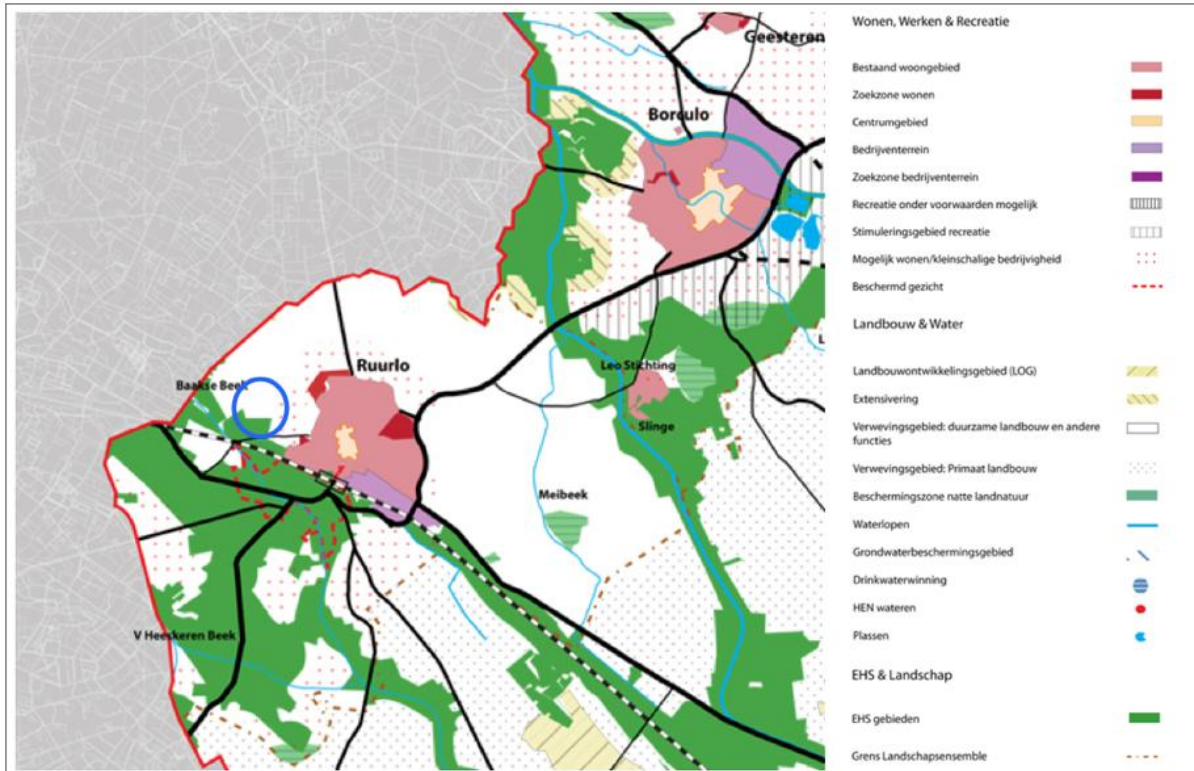 Geesteren
Borculo
Ruurlo
Baakse Beek
Leo Stichting
Slinge
Meibeek
V Heeskeren Beek
L
Wonen, Werken & Recreatie
Bestaand woongebied
Zoekzone wonen
Centrumgebied
Bedrijventerrein
Zoekzone bedrijventerrein
Recreatie onder voorwaarden mogelijk
Stimuleringsgebied recreatie
Mogelijk wonen/kleinschalige bedrijvigheid
Beschermd gezicht
Landbouw & Water
Landbouwontwikkelingsgebied (LOG)
Extensivering
Verwevingsgebied: duurzame landbouw en andere
functies
Verwevingsgebied: Primaat landbouw
Beschermingszone natte landnatuur
Waterlopen
Grondwaterbeschermingsgebied
Drinkwaterwinning
HEN wateren
Plassen
EHS & Landschap
EHS gebieden
Grens Landschapsensemble